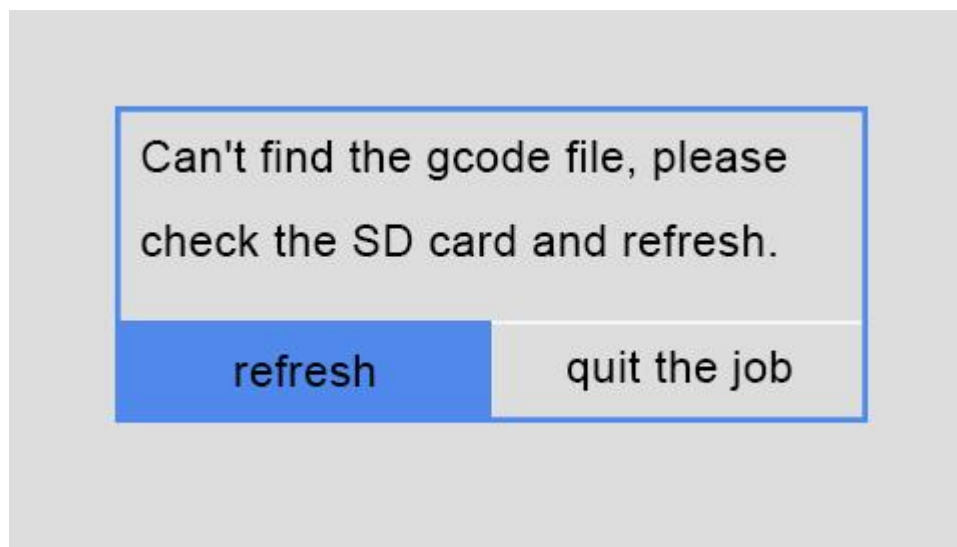 Can't find the gcode file, please
check the SD card and refresh.
refresh
quit the job